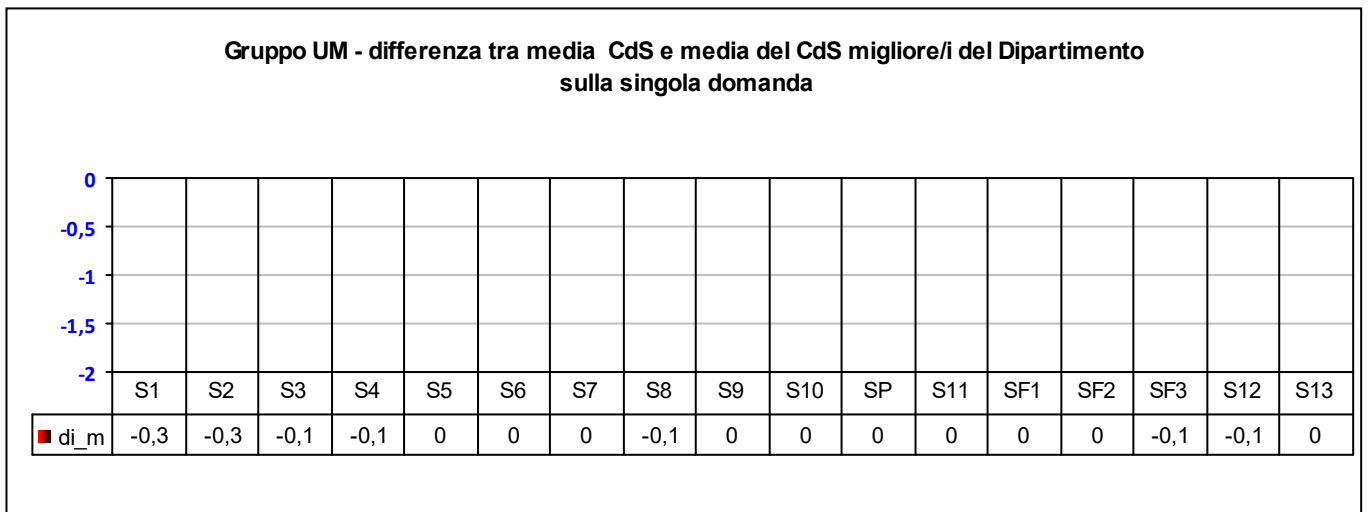 Gruppo UM - differenza tra media CdS e media del CdS migliore/i del Dipartimento
sulla singola domanda
0
-0,5
-1
-1,5
-2
S1 S2 S3 S4 S5 S6 S7 S8 S9 S10 SP S11 SF1 SF2 SF3 S12 S13
di_m -0,3 -0,3 -0,1 -0,1 0 0 0 -0,1 0 0 0 0 0 0 -0,1 -0,1 0